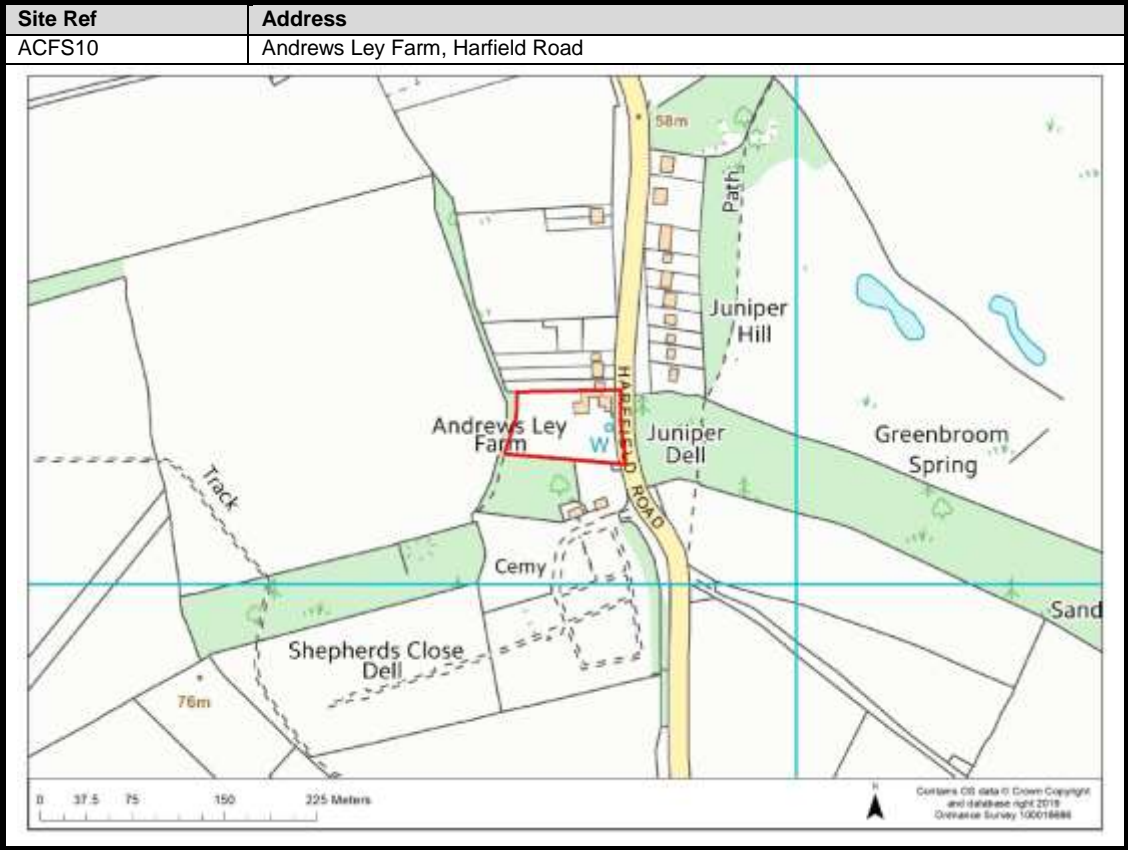 Site Ref
Address
ACFS10
Andrews Ley Farm, Harfield Road
58m
Path
Juniper
Hill
HAREFIELD ROAD
Andrews Ley
Farm
W
Juniper
Dell
Greenbroom
Spring
Track
Cemy
Sand
Shepherds Close
Dell
76m
0 37.5 75 150 225 Meters
N
Contains OS data © Crown Copyright
and database right 2019
Ordnance Survey 100018686